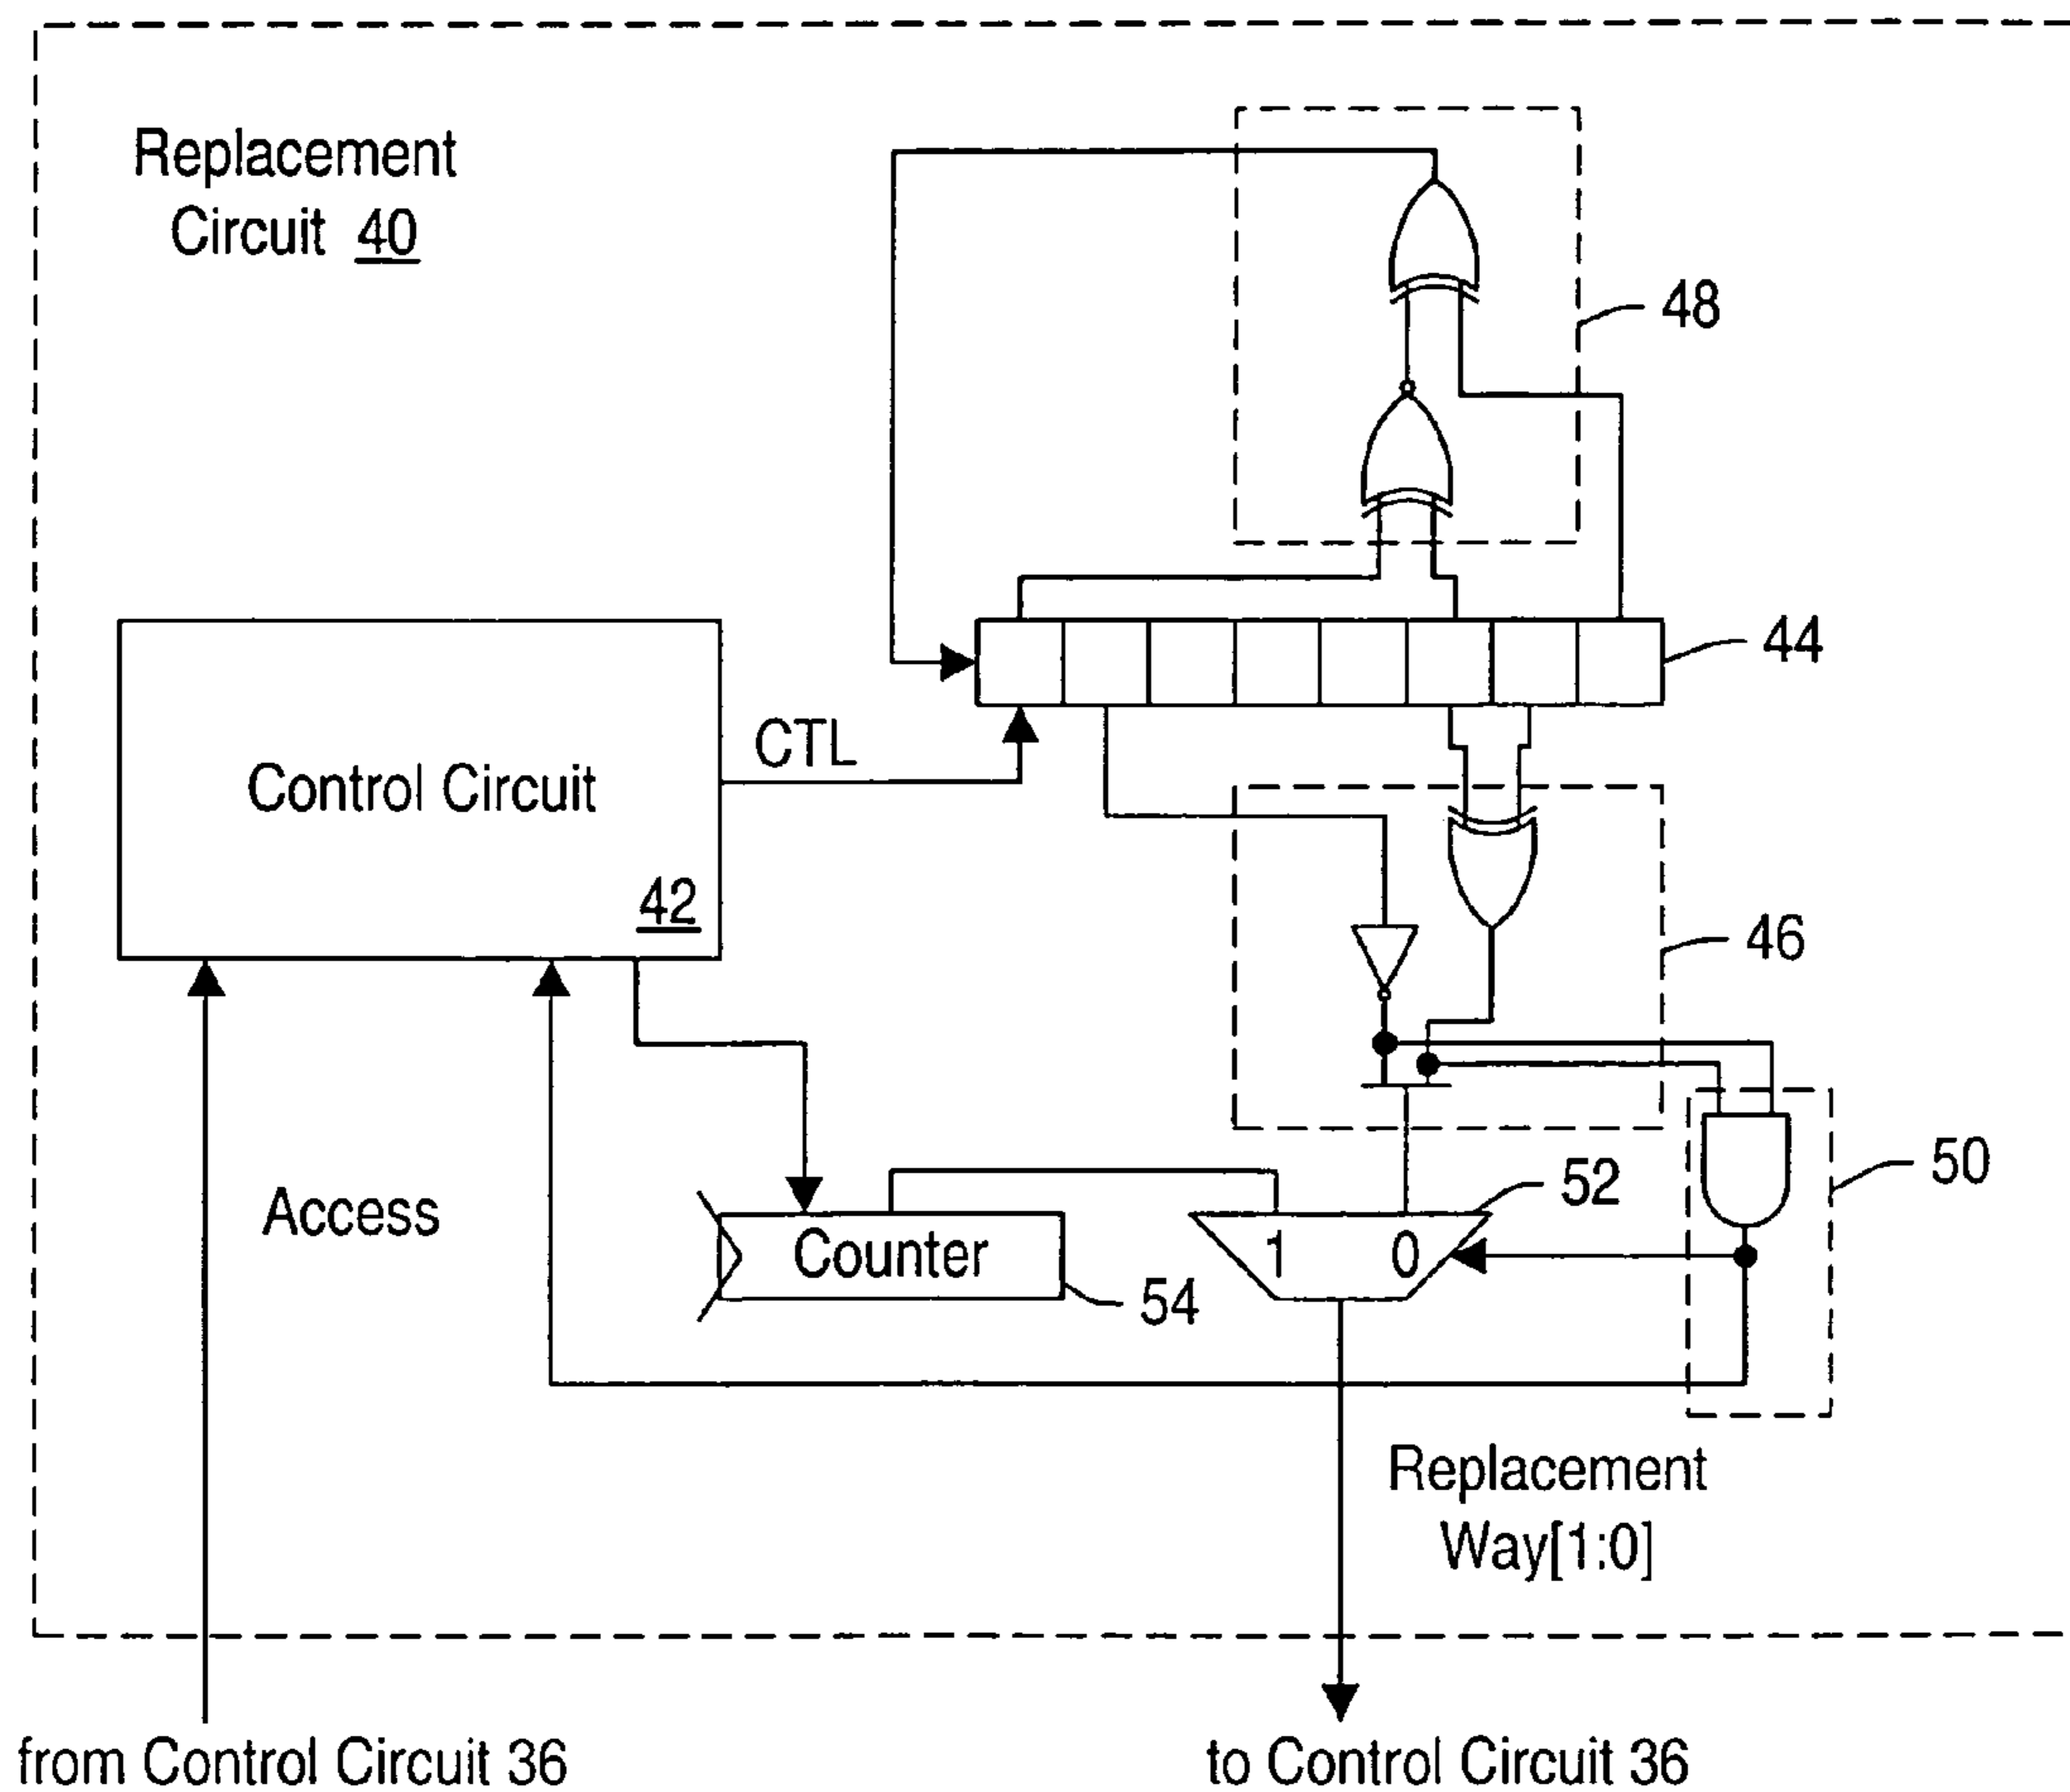 Replacement
Circuit 40
48
44
CTL
Control Circuit
42
46
Access
50
52
1 0
Counter
54
Replacement
Way[1:0]
from Control Circuit 36
to Control Circuit 36